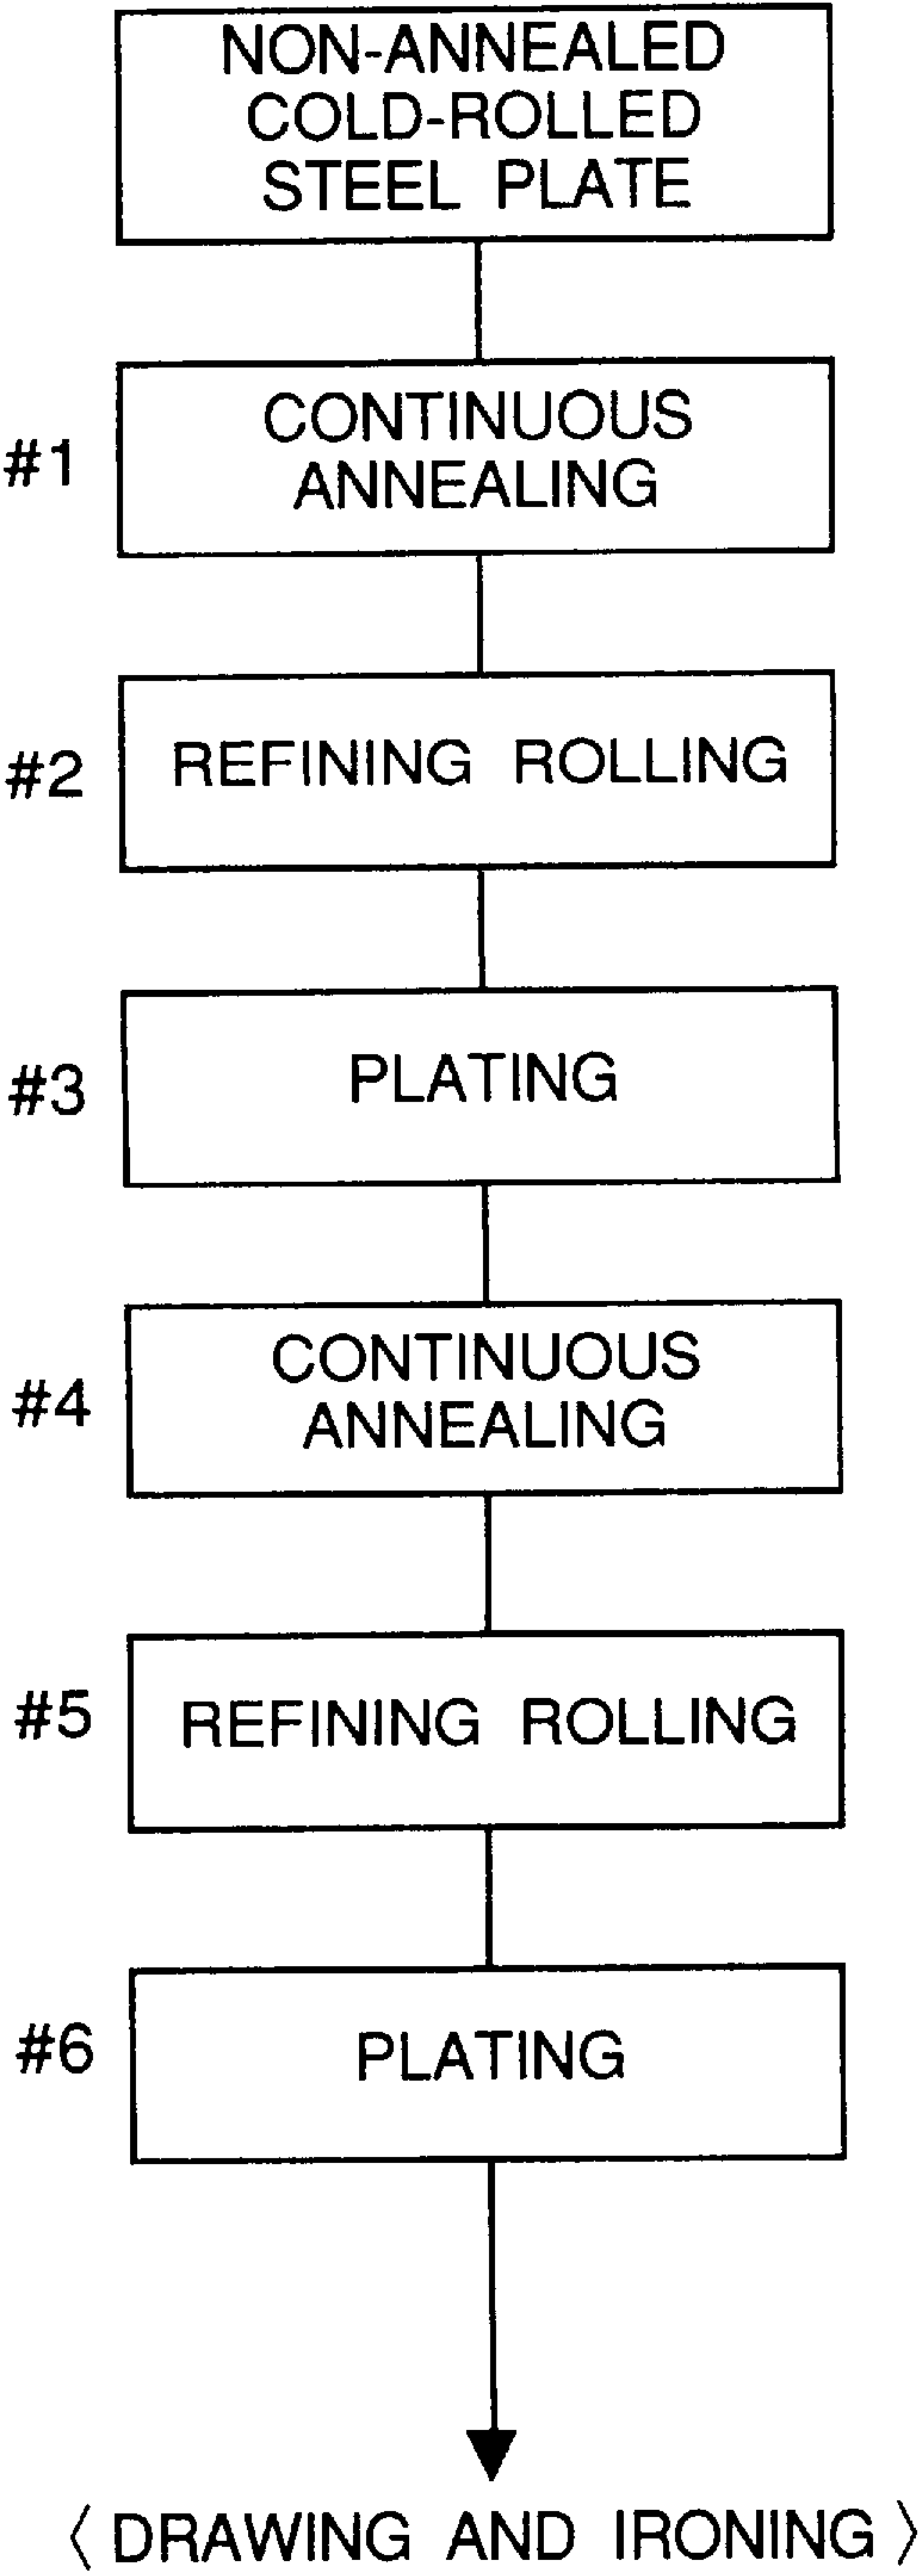 NON-ANNEALED
COLD-ROLLED
STEEL PLATE
#1
CONTINUOUS
ANNEALING
#2
REFINING ROLLING
#3
PLATING
#4
CONTINUOUS
ANNEALING
#5
REFINING ROLLING
#6
PLATING
〈 DRAWING AND IRONING 〉